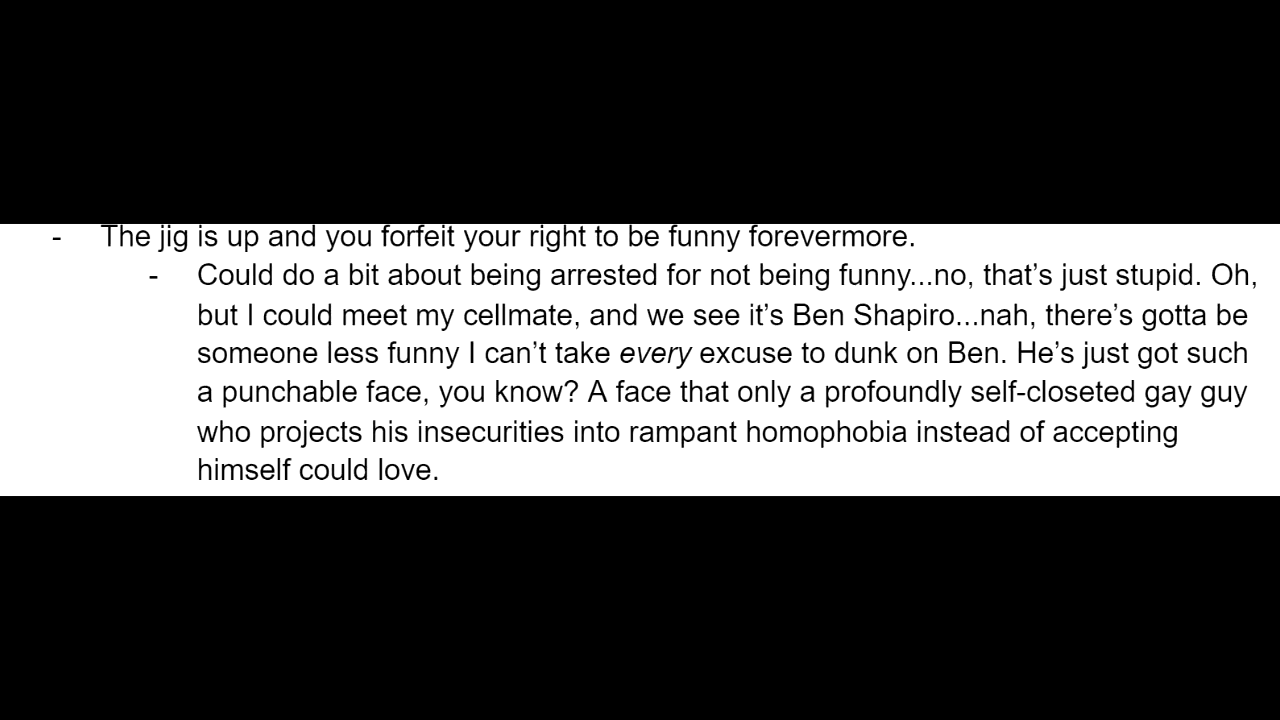 - The jig is up and you forfeit your right to be funny forevermore.
- Could do a bit about being arrested for not being funny...no, that’s just stupid. Oh,
but I could meet my cellmate, and we see it’s Ben Shapiro...nah, there’s gotta be
someone less funny I can’t take every excuse to dunk on Ben. He’s just got such
a punchable face, you know? A face that only a profoundly self-closeted gay guy
who projects his insecurities into rampant homophobia instead of accepting
himself could love.